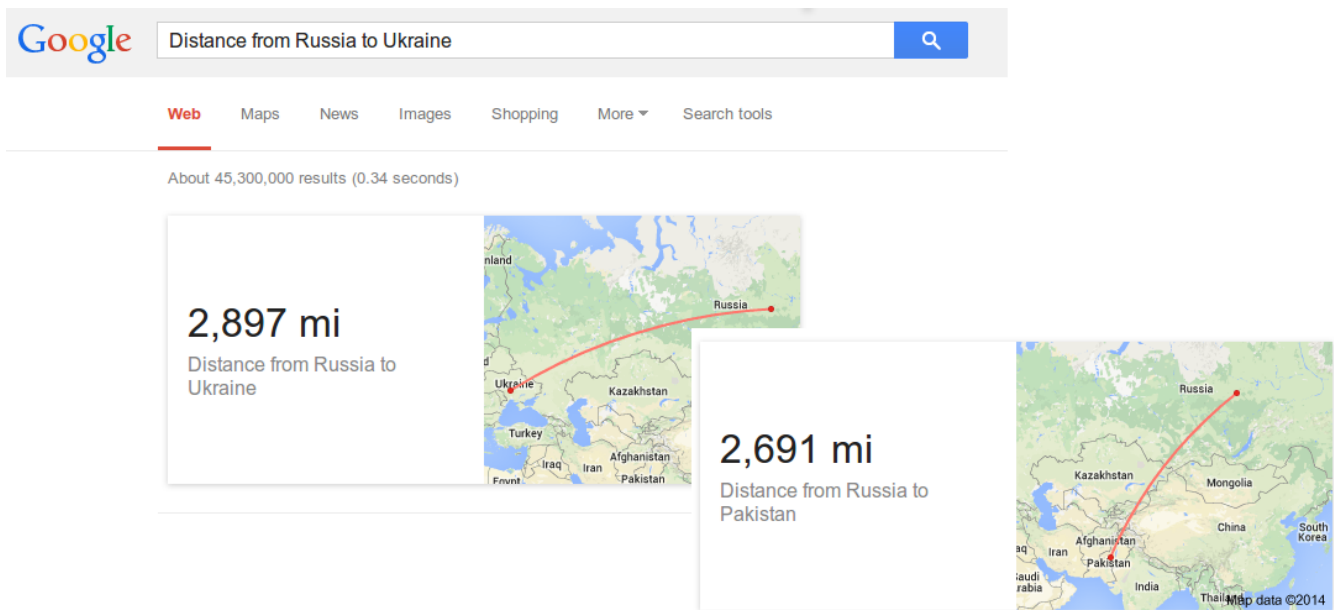 Google
Distance from Russia to Ukraine
Web Maps News Images Shopping More Search tools
About 45,300,000 results (0.34 seconds)
2,897 mi
Distance from Russia to
Ukraine
nland
Russia
Ukraine
Kazakhstan
Turkey
Afghanistan
Iraq Iran
Egypt
Pakistan
2,691 mi
Distance from Russia to
Pakistan
Russia
Kazakhstan
Mongolia
China
South
Korea
Afghanistan
aq Iran
Pakistan
Saudi
rabia
India
Map data ©2014